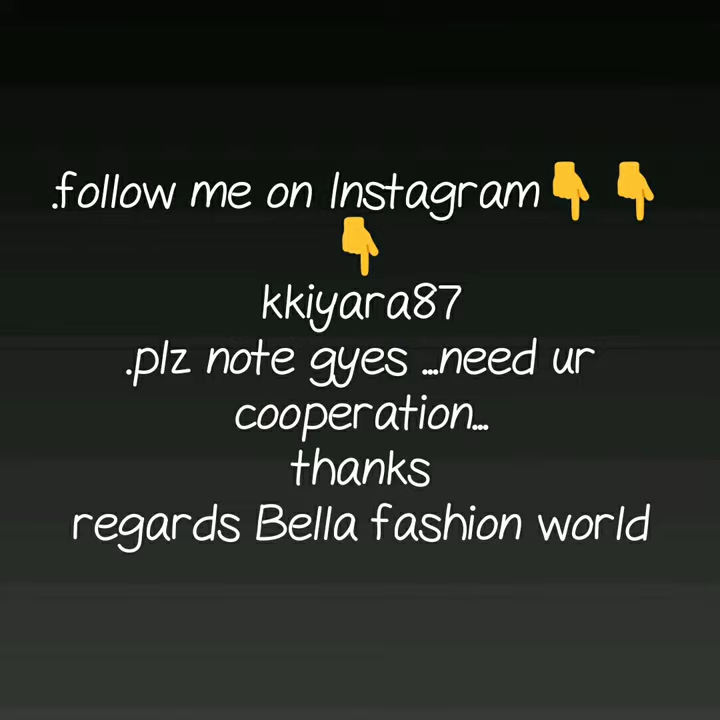 .follow me on Instagram👇 👇
👇
kkiyara87
.plz note gyes ...need ur
cooperation...
thanks
regards Bella fashion world